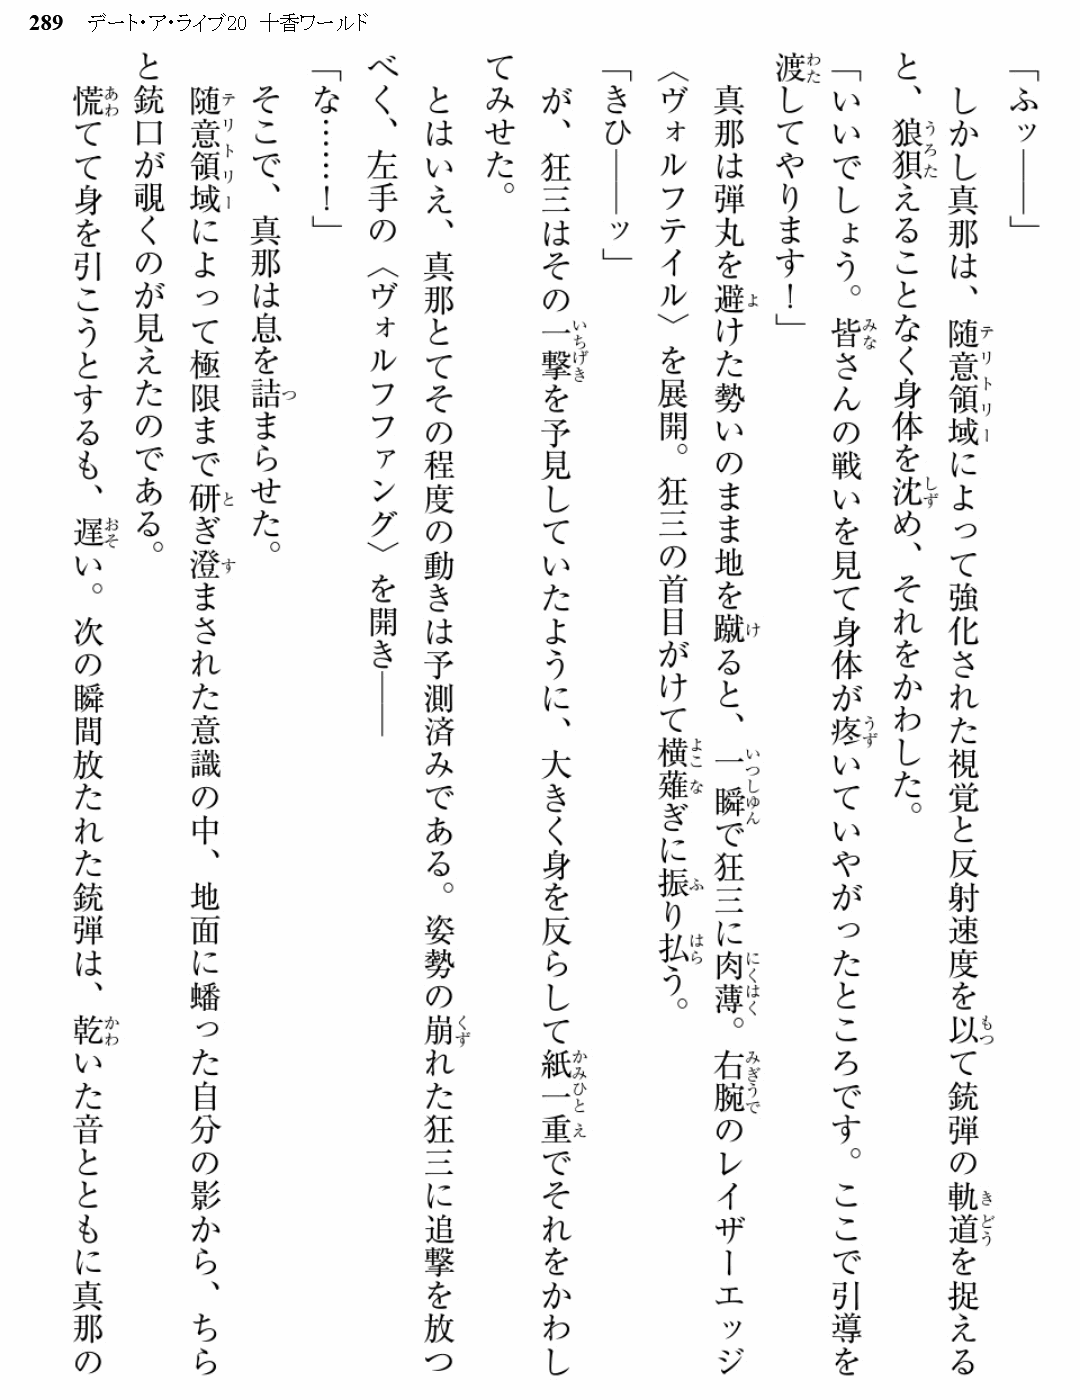 289 デート・ア・ライブ20 十香ワールド
「ふッ――」
しかし真那は、随意領域によって強化された視覚と反射速度を以て銃弾の軌道を捉える
と、狼狽えることなく身体を沈め、それをかわした。
「いいでしょう。皆さんの戦いを見て身体が疼いていやがったところです。ここで引導を
渡してやります！」
真那は弾丸を避けた勢いのまま地を蹴ると、一瞬で狂三に肉薄。右腕のレイザーエッジ
〈ヴォルフテイル〉を展開。狂三の首目がけて横薙ぎに振り払う。
「きひ――ッ」
が、狂三はその一撃を予見していたように、大きく身を反らして紙一重でそれをかわし
てみせた。
とはいえ、真那とてその程度の動きは予測済みである。姿勢の崩れた狂三に追撃を放つ
べく、左手の〈ヴォルフファング〉を開き――
「な……！」
そこで、真那は息を詰まらせた。
随意領域によって極限まで研ぎ澄まされた意識の中、地面に蟠った自分の影から、ちら
と銃口が覗くのが見えたのである。
慌てて身を引こうとするも、遅い。次の瞬間放たれた銃弾は、乾いた音とともに真那の